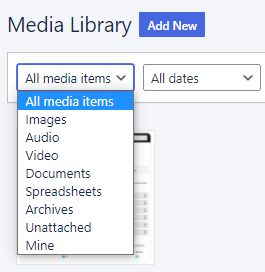 Media Library Add New
All media items All dates
All media items
Images
Audio
Video
Documents
Spreadsheets
Archives
Unattached
Mine